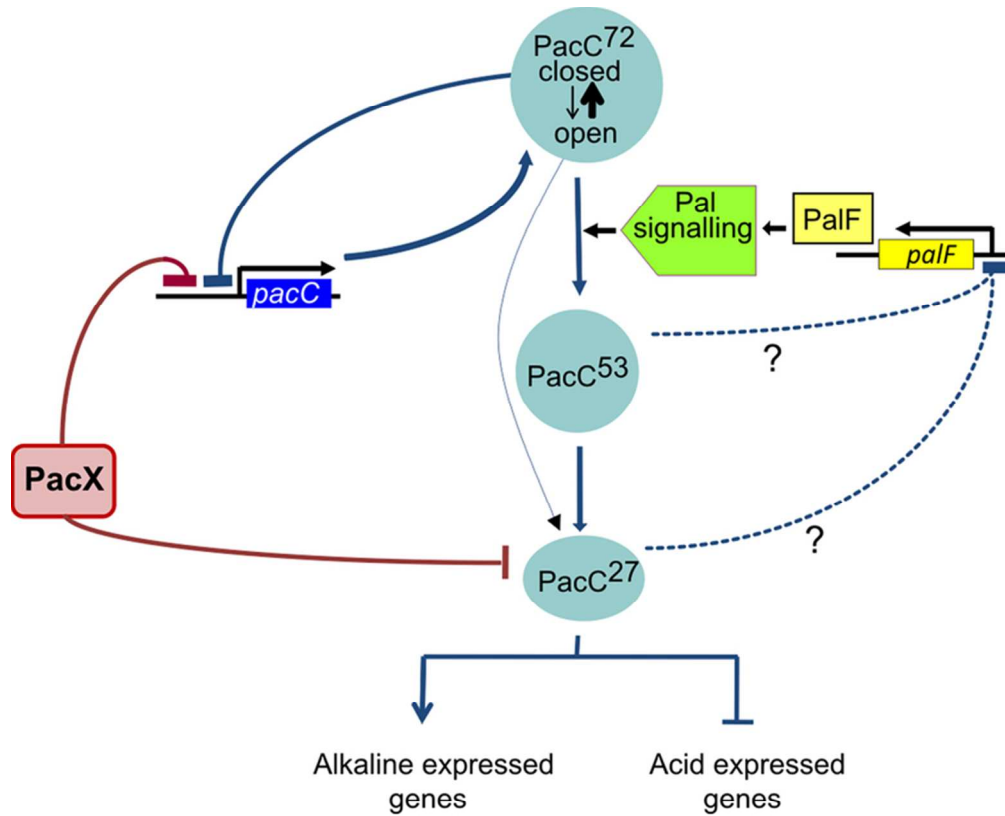 PacC72
closed
open
Pal
signalling
PalF
palF
pacC
?
PacC53
PacX
?
PacC27
Alkaline expressed
genes
Acid expressed
genes